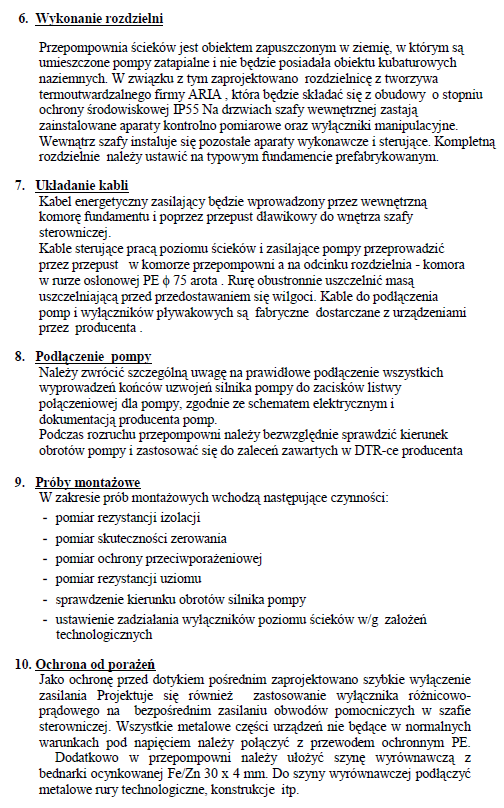 6. Wykonanie rozdzielni
Przepompownia ścieków jest obiektem zapuszczonym w ziemię, w którym są
umieszczone pompy zatapialne i nie będzie posiadała obiektu kubaturowych
naziemnych. W związku z tym zaprojektowano rozdzielnicę z tworzywa
termoutwardzalnego firmy ARIA , która będzie składać się z obudowy o stopniu
ochrony środowiskowej IP55 Na drzwiach szafy wewnętrznej zastają
zainstalowane aparaty kontrolno pomiarowe oraz wyłączniki manipulacyjne.
Wewnątrz szafy instaluje się pozostałe aparaty wykonawcze i sterujące. Kompletną
rozdzielnie należy ustawić na typowym fundamencie prefabrykowanym.
7. Układanie kabli
Kabel energetyczny zasilający będzie wprowadzony przez wewnętrzną
komorę fundamentu i poprzez przepust dławikowy do wnętrza szafy
sterowniczej.
Kable sterujące pracą poziomu ścieków i zasilające pompy przeprowadzić
przez przepust w komorze przepompowni a na odcinku rozdzielnia - komora
w rurze osłonowej PE ϕ 75 arota . Rurę obustronnie uszczelnić masą
uszczelniającą przed przedostawaniem się wilgoci. Kable do podłączenia
pomp i wyłączników pływakowych są fabryczne dostarczane z urządzeniami
przez producenta .
8. Podłączenie pompy
Należy zwrócić szczególną uwagę na prawidłowe podłączenie wszystkich
wyprowadzeń końców uzwojeń silnika pompy do zacisków listwy
połączeniowej dla pompy, zgodnie ze schematem elektrycznym i
dokumentacją producenta pomp.
Podczas rozruchu przepompowni należy bezwzględnie sprawdzić kierunek
obrotów pompy i zastosować się do zaleceń zawartych w DTR-ce producenta
9. Próby montażowe
W zakresie prób montażowych wchodzą następujące czynności:
- pomiar rezystancji izolacji
- pomiar skuteczności zerowania
- pomiar ochrony przeciwporażeniowej
- pomiar rezystancji uziomu
- sprawdzenie kierunku obrotów silnika pompy
- ustawienie zadziałania wyłączników poziomu ścieków w/g założeń
technologicznych
10. Ochrona od porażeń
Jako ochronę przed dotykiem pośrednim zaprojektowano szybkie wyłączenie
zasilania Projektuje się również zastosowanie wyłącznika różnicowo-
prądowego na bezpośrednim zasilaniu obwodów pomocniczych w szafie
sterowniczej. Wszystkie metalowe części urządzeń nie będące w normalnych
warunkach pod napięciem należy połączyć z przewodem ochronnym PE.
Dodatkowo w przepompowni należy ułożyć szynę wyrównawczą z
bednarki ocynkowanej Fe/Zn 30 x 4 mm. Do szyny wyrównawczej podłączyć
metalowe rury technologiczne, konstrukcje itp.